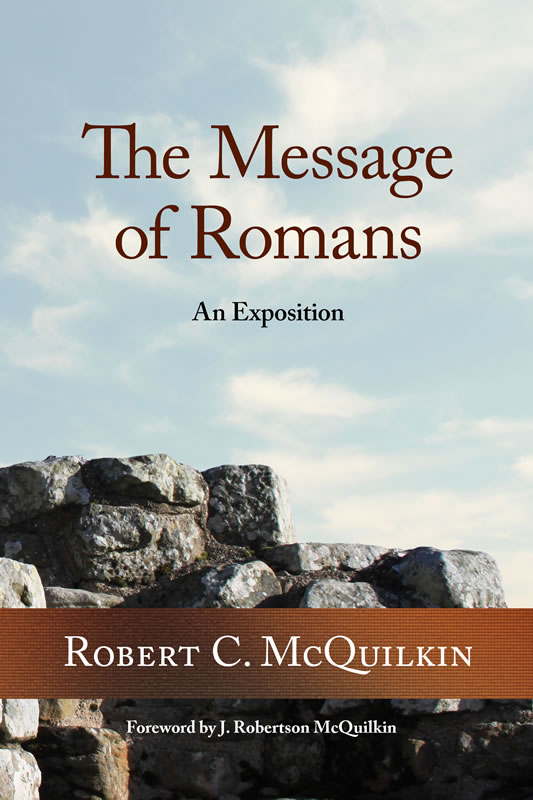 The Message
of Romans
An Exposition
Robert C. McQuilkin
Foreword by J. Robertson McQuilkin